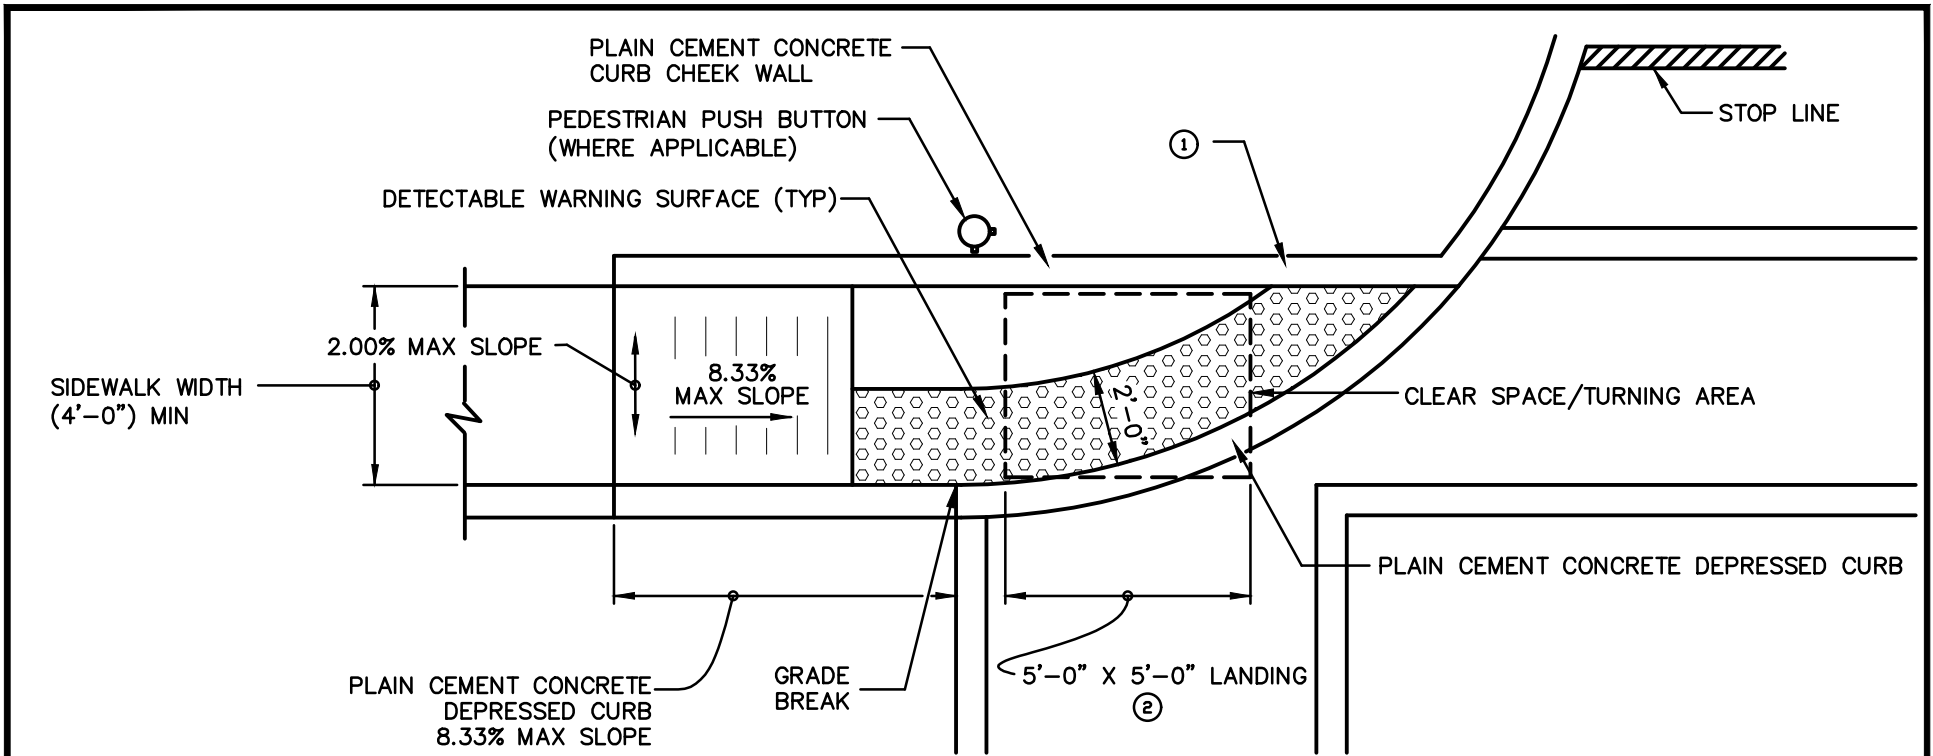 PLAIN CEMENT CONCRETE
CURB CHEEK WALL
PEDESTRIAN PUSH BUTTON
(WHERE APPLICABLE)
DETECTABLE WARNING SURFACE (TYP)
1
STOP LINE
2.00% MAX SLOPE
8.33%
MAX SLOPE
SIDEWALK WIDTH
(4'-0") MIN
2'-0"
CLEAR SPACE/TURNING AREA
PLAIN CEMENT CONCRETE DEPRESSED CURB
PLAIN CEMENT CONCRETE
DEPRESSED CURB
8.33% MAX SLOPE
GRADE
BREAK
5'-0" X 5'-0" LANDING
2